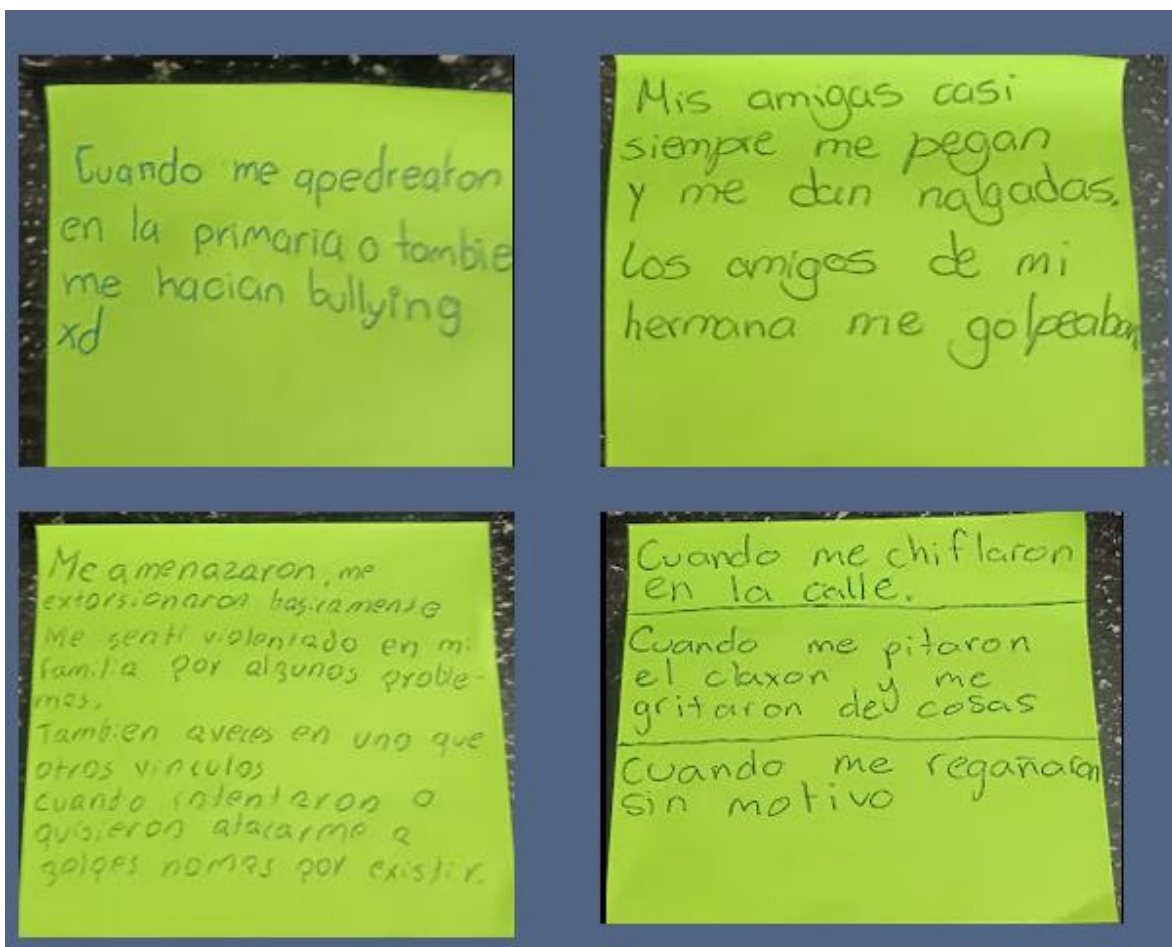 Cuando me apedrearon
en la primaria o tambie
me hacian bullying
xd
Mis amigas casi
siempre me pegan
y me dan nalgadas.
Los amigos de mi
hermana me golpeaban
Me amenazaron, me
extorsionaron basicamente
Me sentí violentado en mi
familia por algunos proble-
mas.
Tambien aveces en uno que
otros vinculos
cuando intentaron o
quisieron atacarme a
golpes nomas por existir.
Cuando me chiflaron
en la calle.
Cuando me pitaron
el claxon y me
gritaron de cosas
Cuando me regañaron
sin motivo